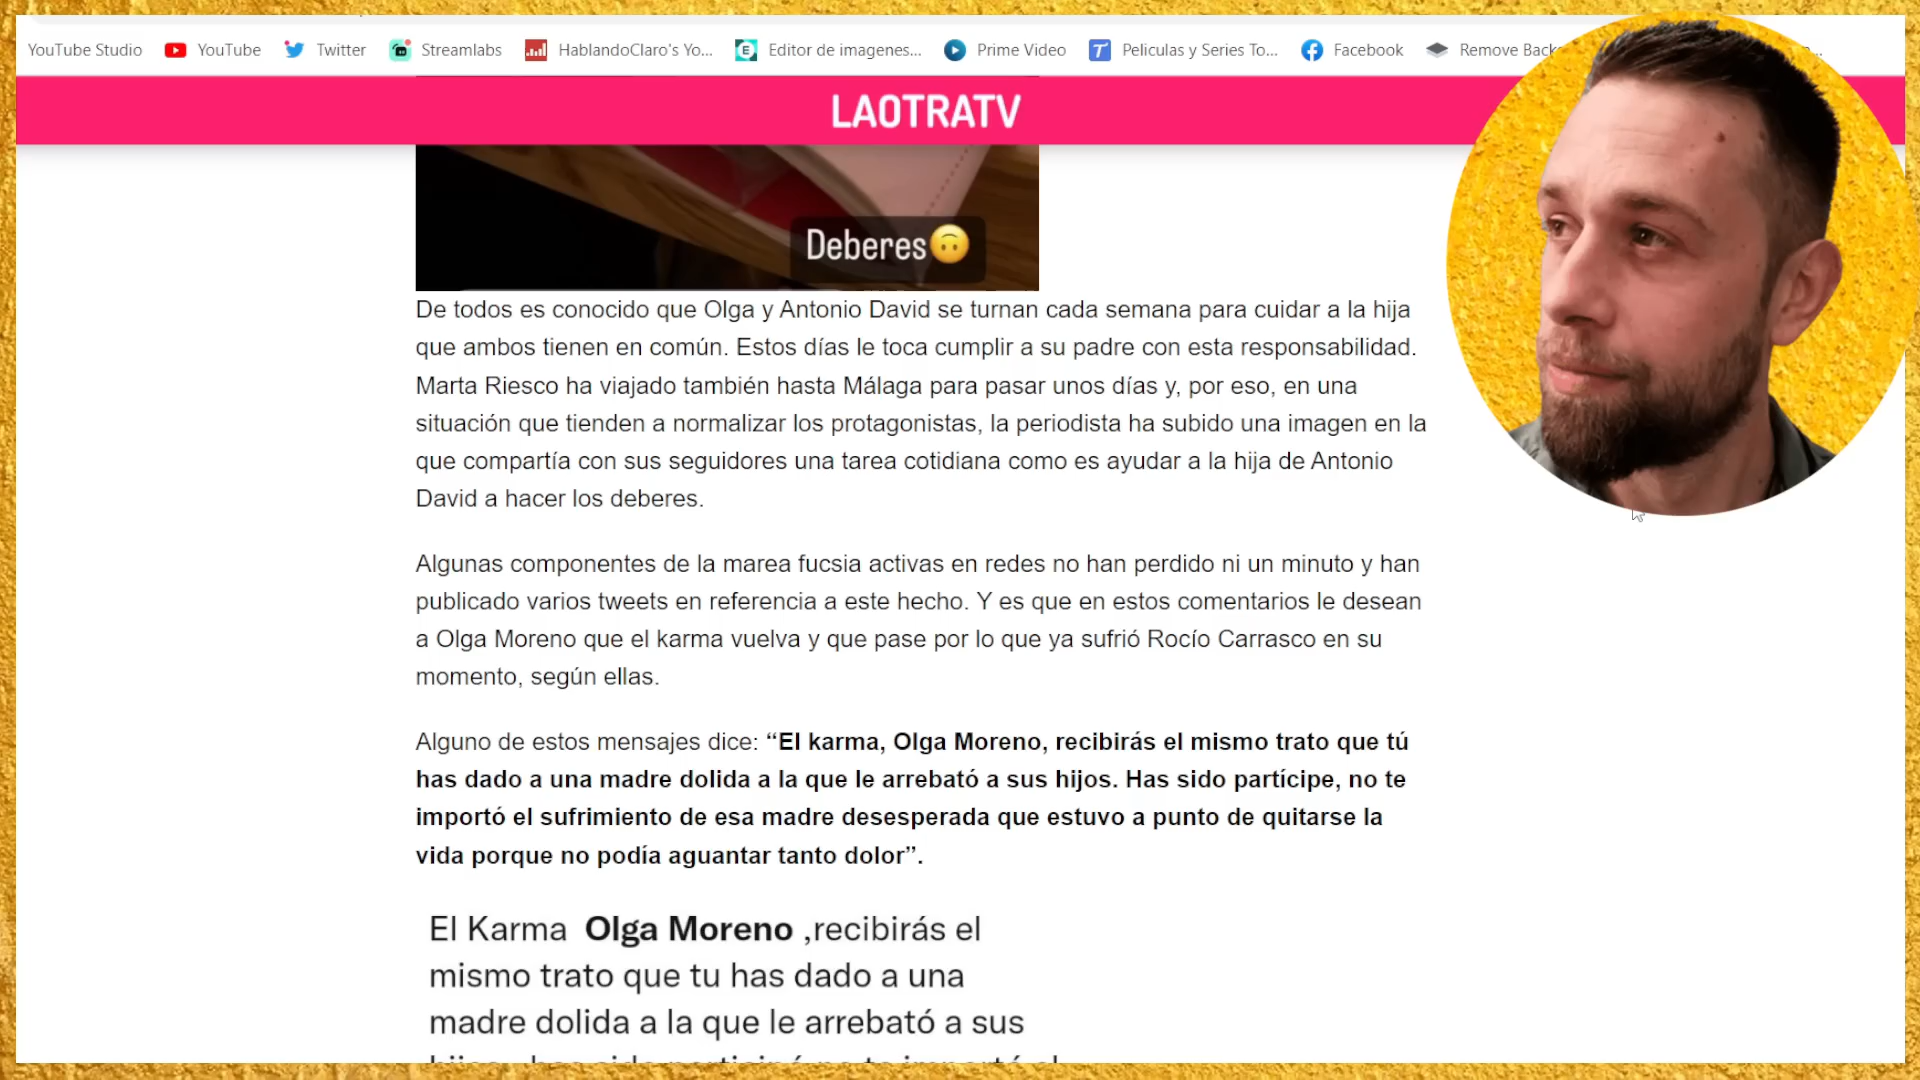 YouTube Studio YouTube Twitter Streamlabs HablandoClaro's Yo... Editor de imagenes... Prime Video Peliculas y Series To... Facebook Remove
LAOTRATV
Deberes🙃
De todos es conocido que Olga y Antonio David se turnan cada semana para cuidar a la hija
que ambos tienen en común. Estos días le toca cumplir a su padre con esta responsabilidad.
Marta Riesco ha viajado también hasta Málaga para pasar unos días y, por eso, en una
situación que tienden a normalizar los protagonistas, la periodista ha subido una imagen en la
que compartía con sus seguidores una tarea cotidiana como es ayudar a la hija de Antonio
David a hacer los deberes.
Algunas componentes de la marea fucsia activas en redes no han perdido ni un minuto y han
publicado varios tweets en referencia a este hecho. Y es que en estos comentarios le desean
a Olga Moreno que el karma vuelva y que pase por lo que ya sufrió Rocío Carrasco en su
momento, según ellas.
Alguno de estos mensajes dice: “El karma, Olga Moreno, recibirás el mismo trato que tú
has dado a una madre dolida a la que le arrebató a sus hijos. Has sido partícipe, no te
importó el sufrimiento de esa madre desesperada que estuvo a punto de quitarse la
vida porque no podía aguantar tanto dolor”.
El Karma Olga Moreno ,recibirás el
mismo trato que tu has dado a una
madre dolida a la que le arrebató a sus